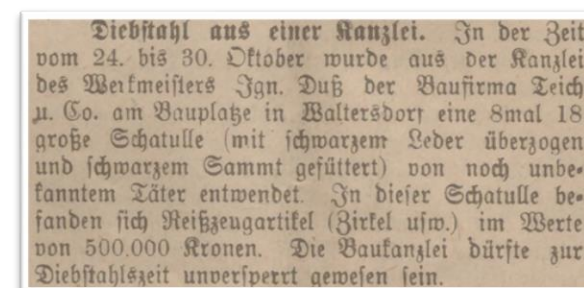 Diebstahl aus einer Kanzlei. In der Zeit
vom 24. bis 30. Oktober wurde aus der Kanzlei
des Werkmeisters Ign. Duß der Baufirma Teich
u. Co. am Bauplatze in Waltersdorf eine 8mal 18
große Schatulle (mit schwarzem Leder überzogen
und schwarzem Sammt gefüttert) von noch unbe-
kanntem Täter entwendet. In dieser Schatulle be-
fanden sich Reißzeugartikel (Zirkel usw.) im Werte
von 500.000 Kronen. Die Baukanzlei dürfte zur
Diebstahlszeit unversperrt gewesen sein.